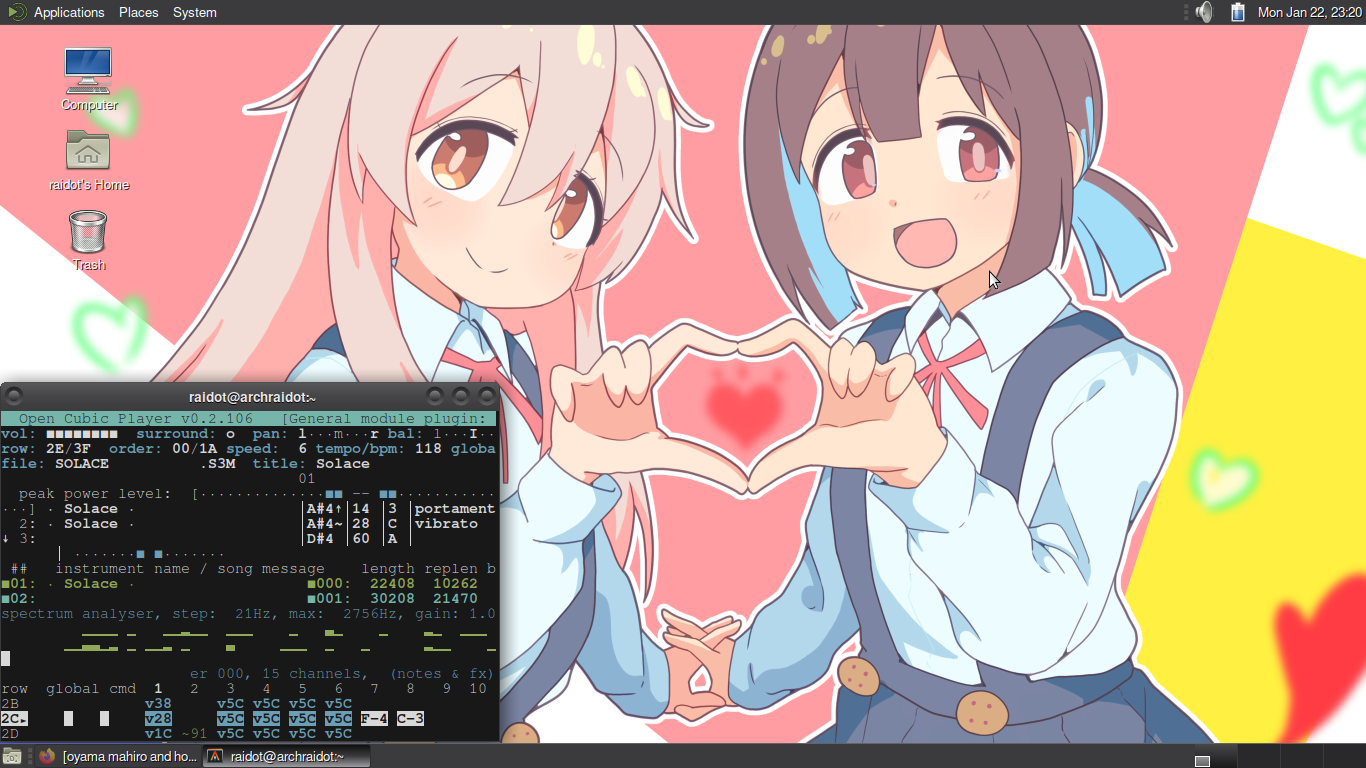 Applications Places System
Mon Jan 22, 23:20
Computer
raidot's Home
Trash
raidot@archraidot:~
Open Cubic Player v0.2.106 [General module plugin:
vol: ■■■■■■■■ surround: o pan: l···m···r bal: l···I··
row: 2E/3F order: 00/1A speed: 6 tempo/bpm: 118 globa
file: SOLACE .S3M title: Solace
01
peak power level: [··············■■ -- ■■···········
···] · Solace · |A#4↑|14 |3 |portament
2: · Solace · |A#4~|28 |C |vibrato
↓ 3: |D#4 |60 |A |
| ·······■ ■·······
## instrument name / song message length replen b
■01: · Solace · ■000: 22408 10262
■02: ■001: 30208 21470
spectrum analyser, step: 21Hz, max: 2756Hz, gain: 1.0
er 000, 15 channels, (notes & fx)
row global cmd 1 2 3 4 5 6 7 8 9 10
2B v38 v5C v5C v5C v5C
2C. v28 v5C v5C v5C v5C F-4 C-3
2D v1C ~91 v5C v5C v5C v5C
[oyama mahiro and ho... raidot@archraidot:~